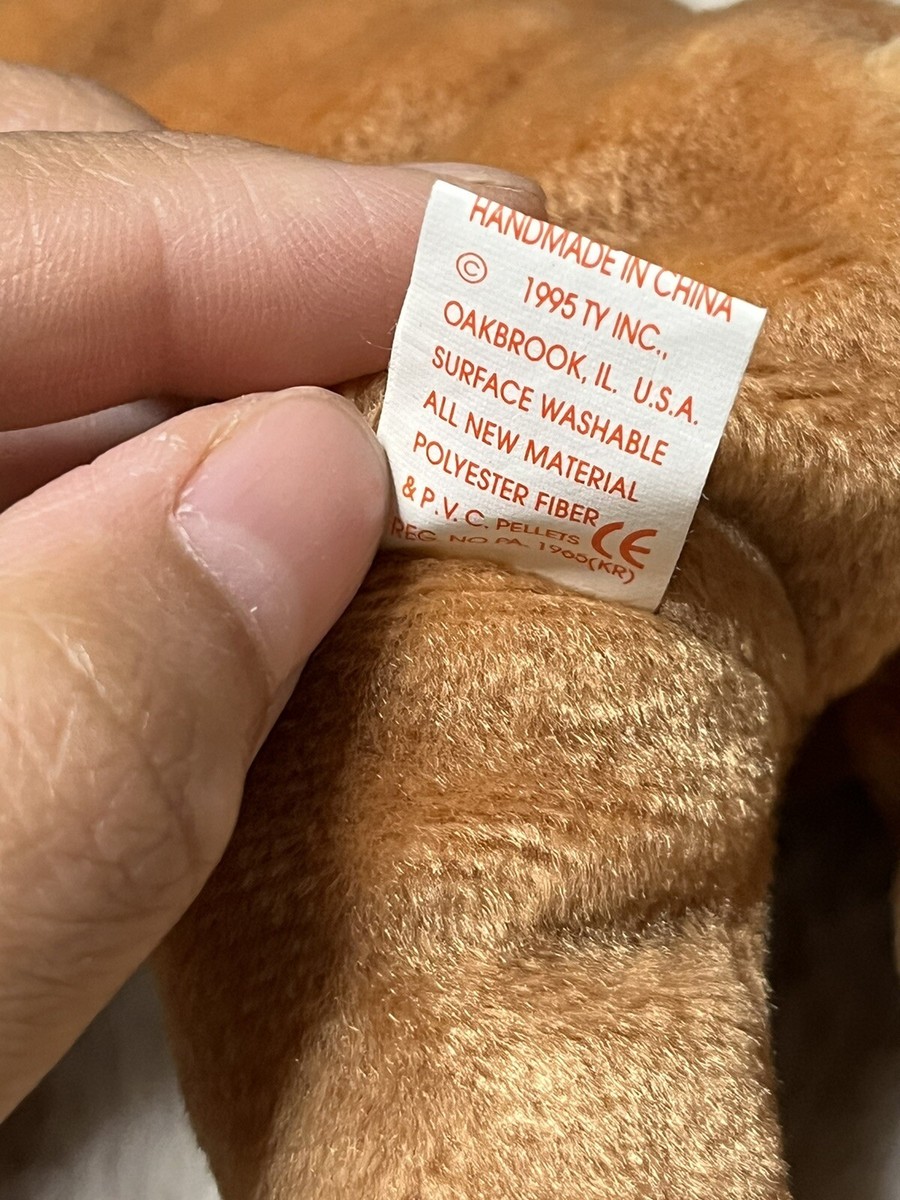 HANDMADE IN CHINA
© 1995 TY INC.,
OAKBROOK, IL. U.S.A.
SURFACE WASHABLE
ALL NEW MATERIAL
POLYESTER FIBER
& P.V.C. PELLETS CE
REG. NO PA. 1965(KR)